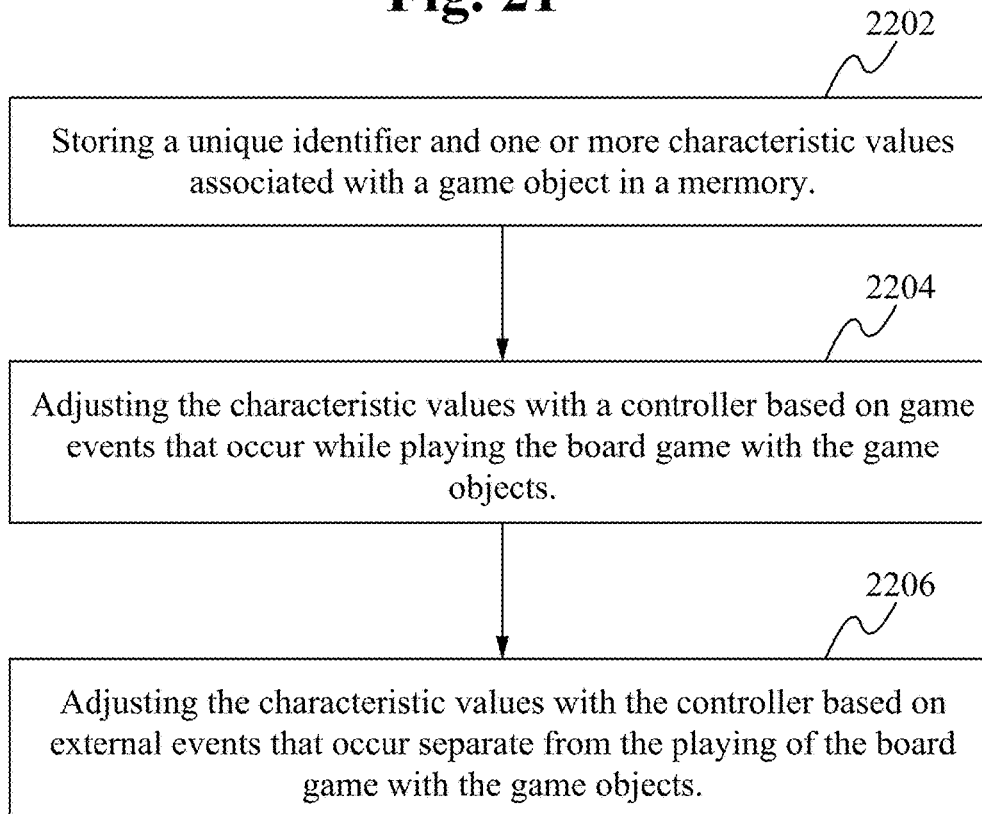 Fig. 21
2202
Storing a unique identifier and one or more characteristic values
associated with a game object in a mermory.
2204
Adjusting the characteristic values with a controller based on game
events that occur while playing the board game with the game
objects.
2206
Adjusting the characteristic values with the controller based on
external events that occur separate from the playing of the board
game with the game objects.